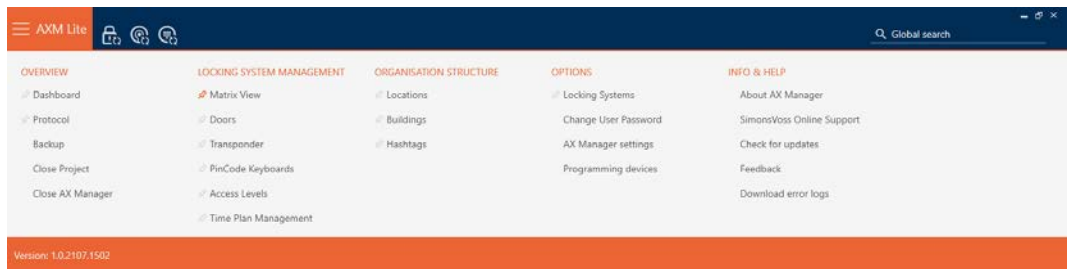 AXM Lite
Global search
OVERVIEW
Dashboard
Protocol
Backup
Close Project
Close AX Manager
LOCKING SYSTEM MANAGEMENT
Matrix View
Doors
Transponder
PinCode Keyboards
Access Levels
Time Plan Management
ORGANISATION STRUCTURE
Locations
Buildings
Hashtags
OPTIONS
Locking Systems
Change User Password
AX Manager settings
Programming devices
INFO & HELP
About AX Manager
SimonsVoss Online Support
Check for updates
Feedback
Download error logs
Version: 1.0.2107.1502